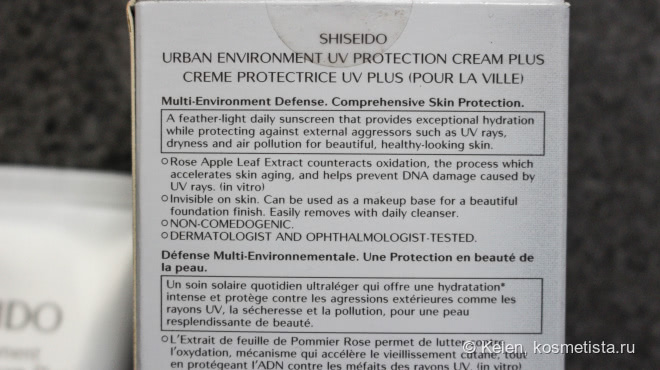 SHISEIDO
URBAN ENVIRONMENT UV PROTECTION CREAM PLUS
CREME PROTECTRICE UV PLUS (POUR LA VILLE)
Multi-Environment Defense. Comprehensive Skin Protection.
A feather-light daily sunscreen that provides exceptional hydration
while protecting against external aggressors such as UV rays,
dryness and air pollution for beautiful, healthy-looking skin.
○Rose Apple Leaf Extract counteracts oxidation, the process which
accelerates skin aging, and helps prevent DNA damage caused by
UV rays. (in vitro)
○Invisible on skin. Can be used as a makeup base for a beautiful
foundation finish. Easily removes with daily cleanser.
○NON-COMEDOGENIC.
○DERMATOLOGIST AND OPHTHALMOLOGIST-TESTED.
Défense Multi-Environnementale. Une Protection en beauté de
la peau.
Un soin solaire quotidien ultraléger qui offre une hydratation*
intense et protège contre les agressions extérieures comme les
rayons UV, la sécheresse et la pollution, pour une peau
resplendissante de beauté.
○L'Extrait de feuille de Pommier Rose permet de lutter contre
l'oxydation, mécanisme qui accélère le vieillissement cutané, tout
en protégeant l'ADN contre les méfaits des rayons UV. (in vitro)
EIDO
© Kelen, kosmetista.ru